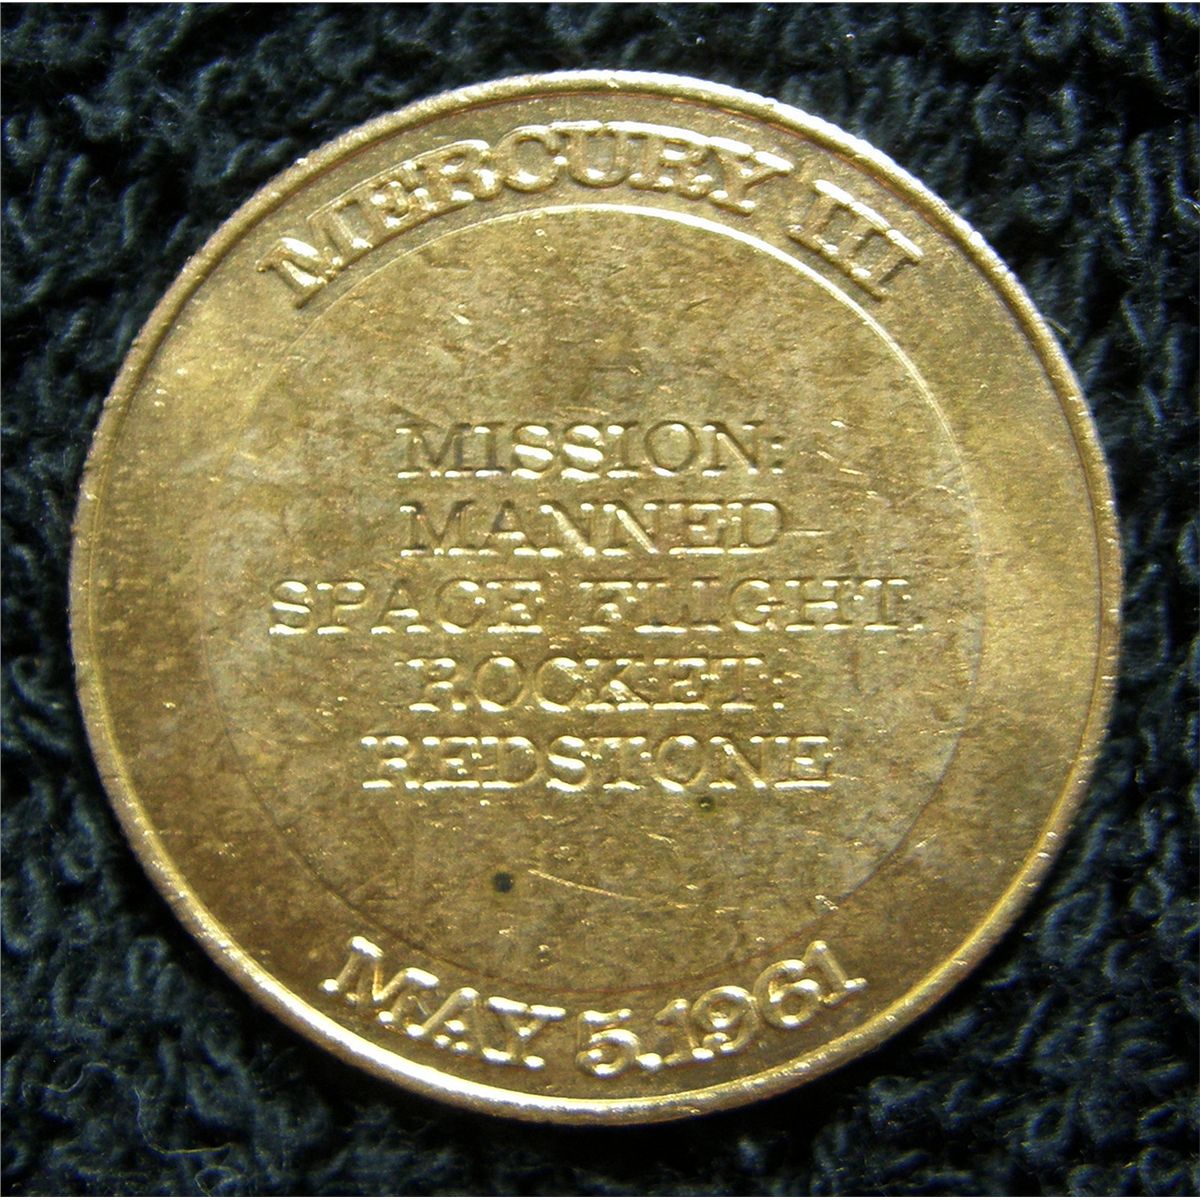 MERCURY III
MISSION:
MANNED-
SPACE FLIGHT.
ROCKET:
REDSTONE
MAY 5.1961